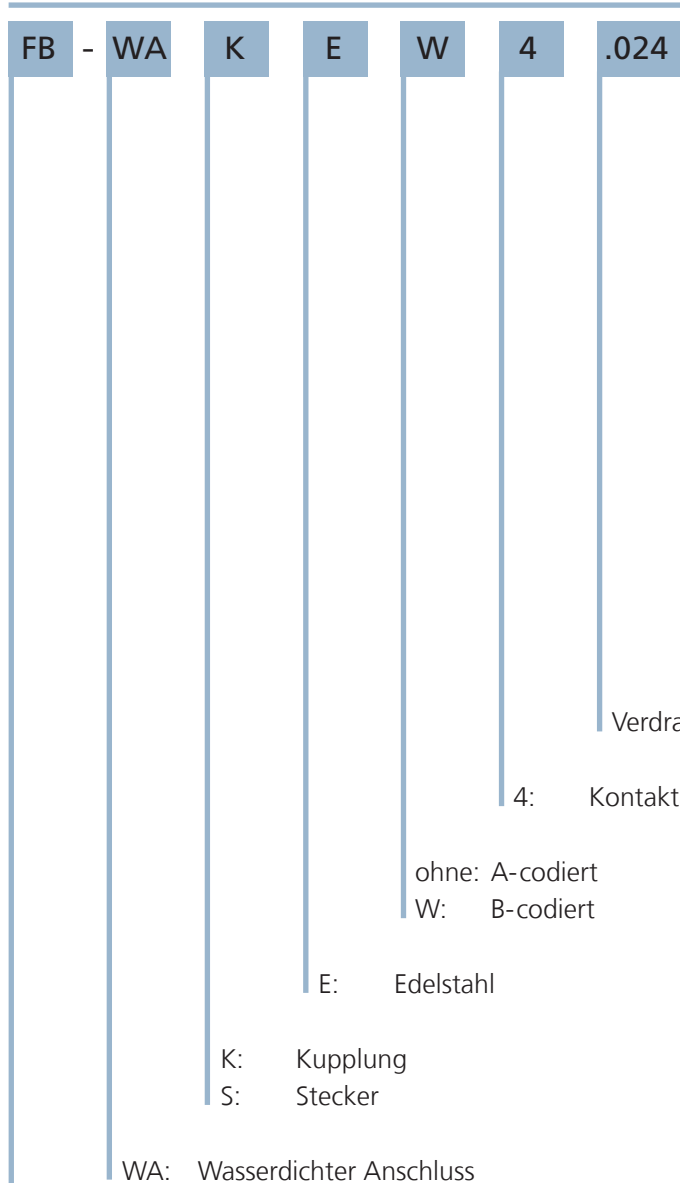 FB - WA K E W 4 .024
4: Kontakt
ohne: A-codiert
W: B-codiert
E: Edelstahl
K: Kupplung
S: Stecker
WA: Wasserdichter Anschluss